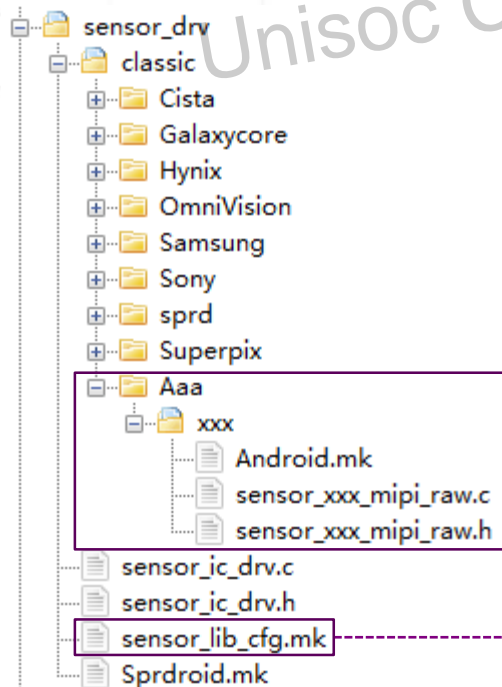 sensor_drv
Unisoc
classic
Cista
Galaxycore
Hynix
OmniVision
Samsung
Sony
sprd
Superpix
Aaa
xxx
Android.mk
sensor_xxx_mipi_raw.c
sensor_xxx_mipi_raw.h
sensor_ic_drv.c
sensor_ic_drv.h
sensor_lib_cfg.mk
Sprdroid.mk